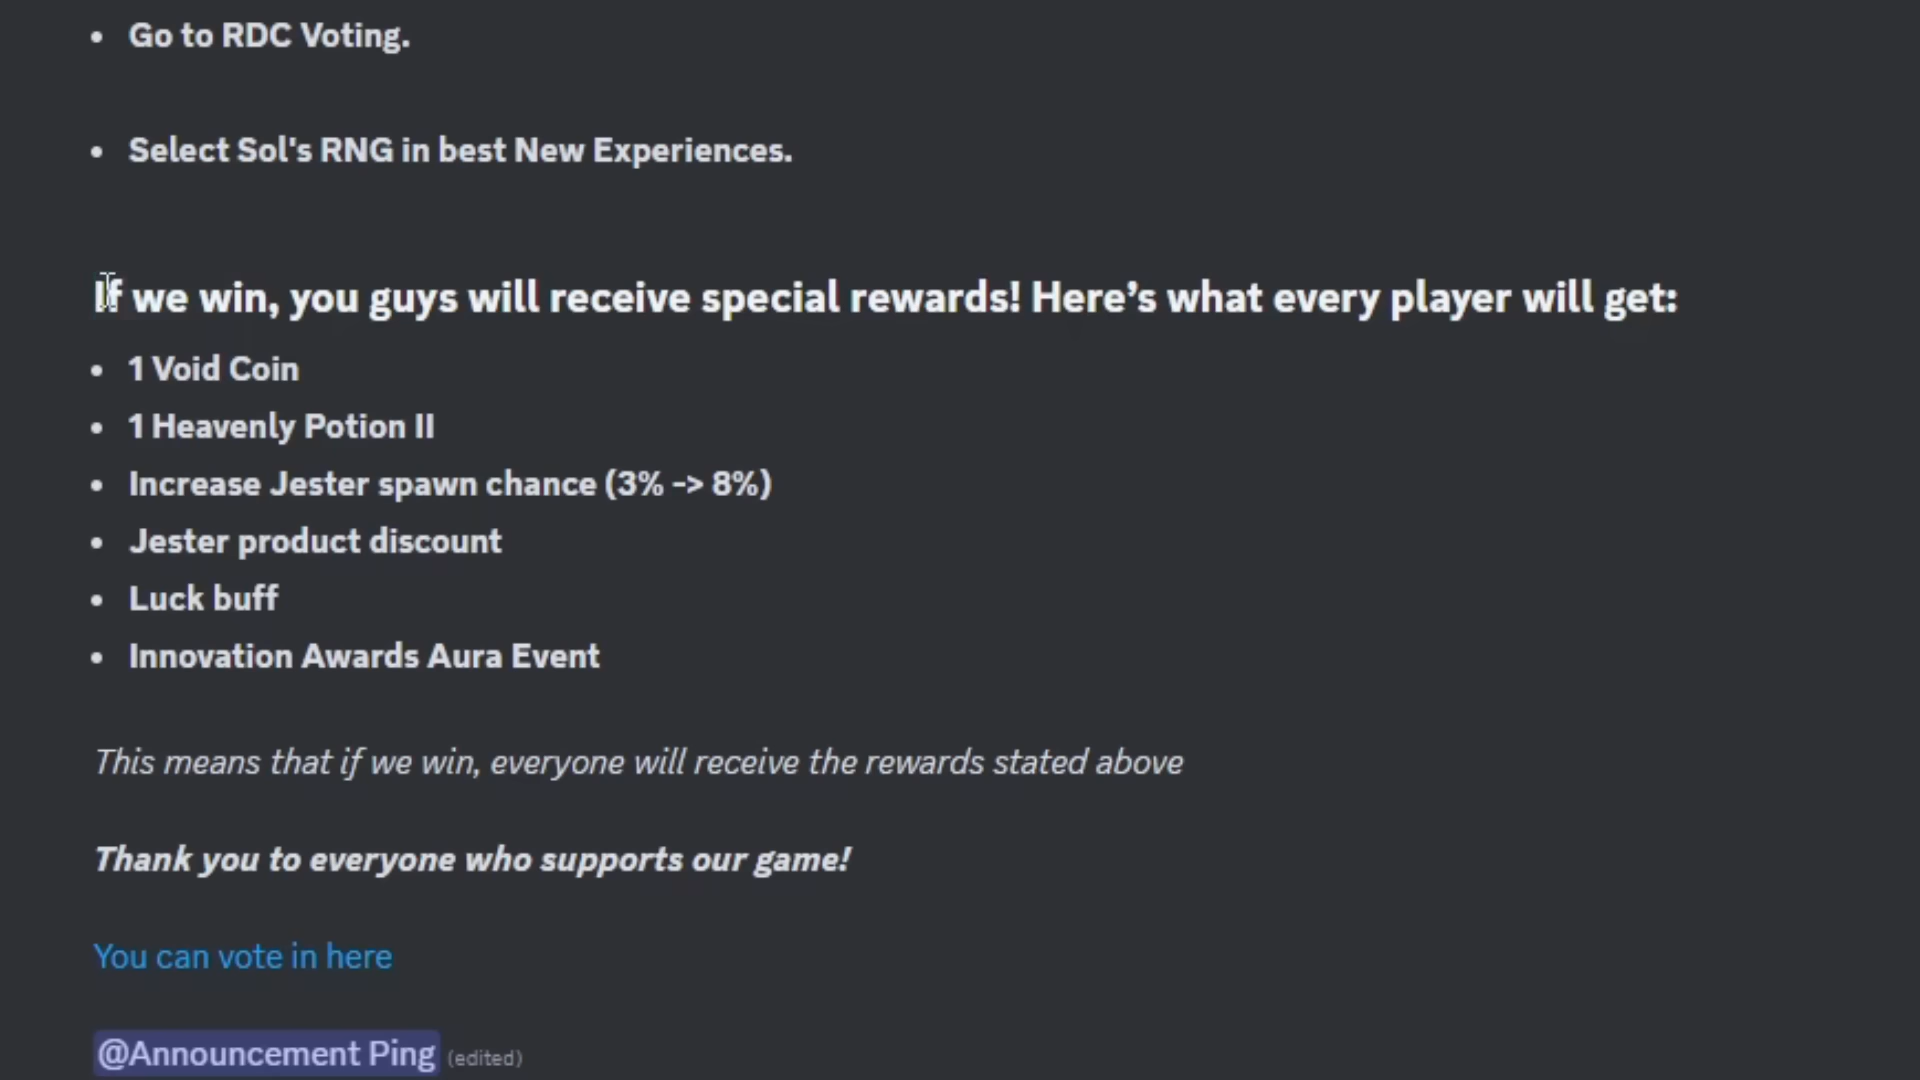 • Go to RDC Voting.
• Select Sol's RNG in best New Experiences.
If we win, you guys will receive special rewards! Here’s what every player will get:
• 1 Void Coin
• 1 Heavenly Potion II
• Increase Jester spawn chance (3% -> 8%)
• Jester product discount
• Luck buff
• Innovation Awards Aura Event
This means that if we win, everyone will receive the rewards stated above
Thank you to everyone who supports our game!
You can vote in here
@Announcement Ping (edited)